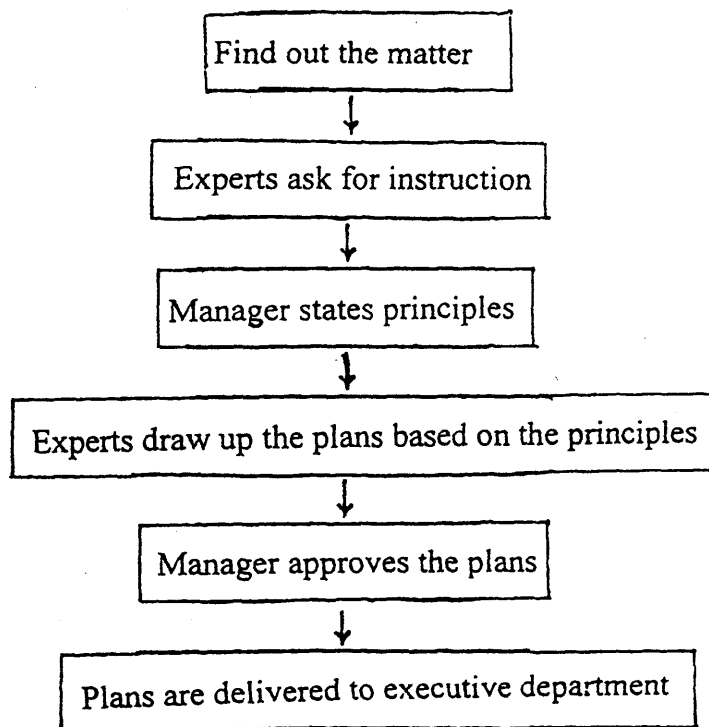 Find out the matter
Experts ask for instruction
Manager states principles
Experts draw up the plans based on the principles
Manager approves the plans
Plans are delivered to executive department